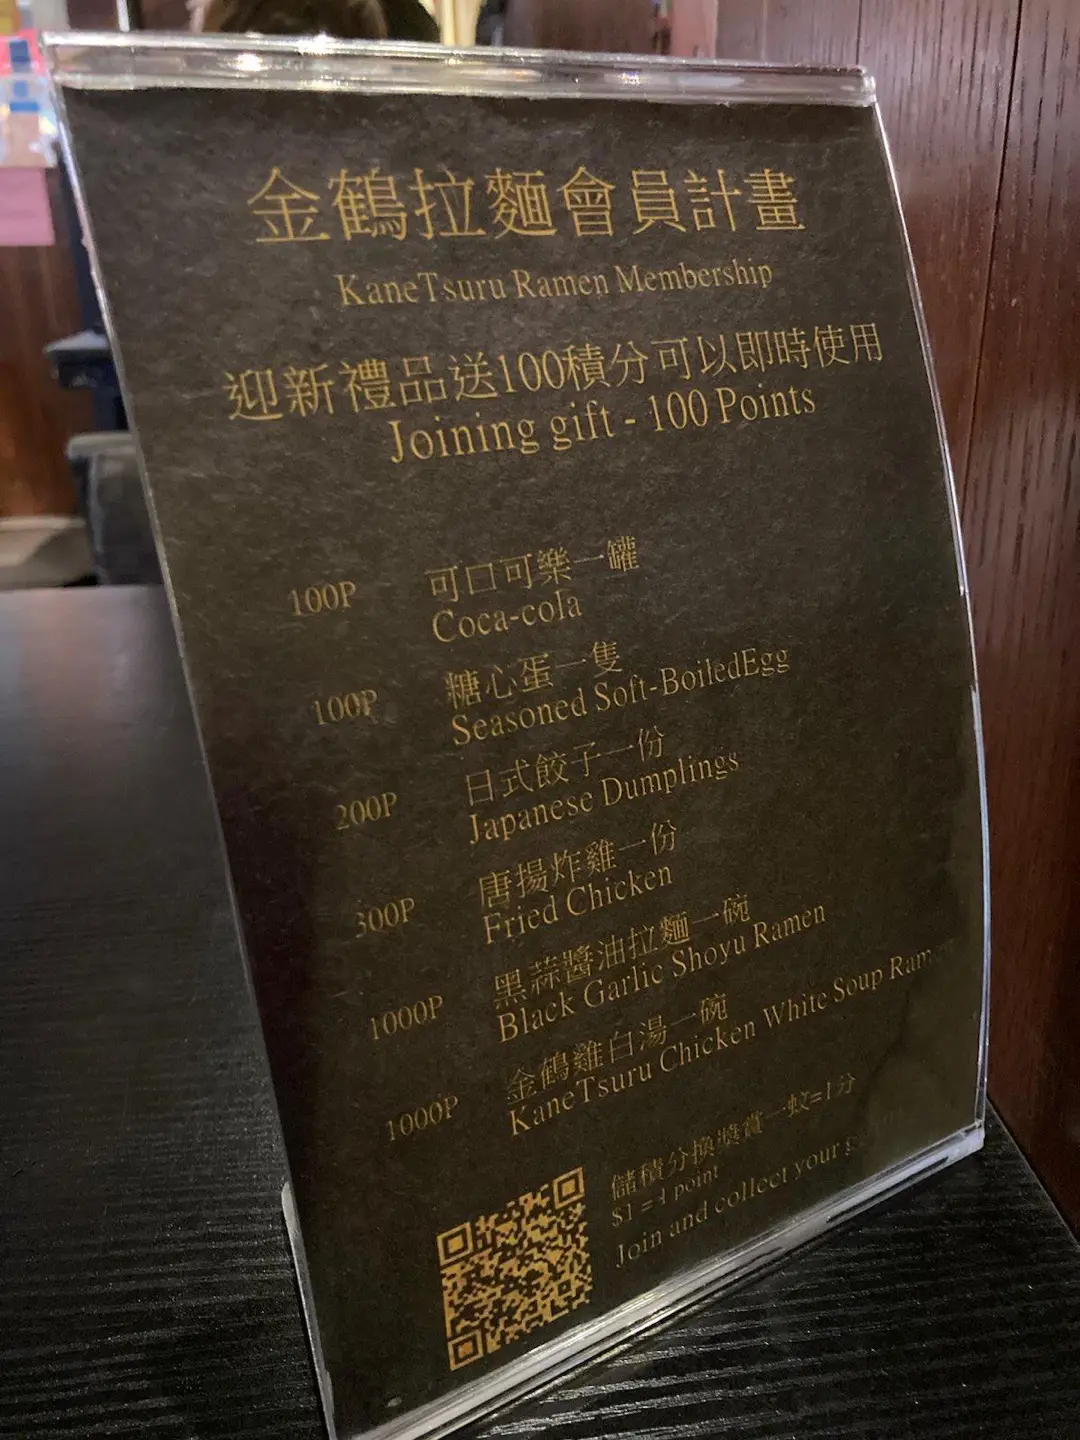 金鶴拉麵會員計畫
KaneTsuru Ramen Membership
迎新禮品送100積分可以即時使用
Joining gift - 100 Points
100P 可口可樂一罐
Coca-cola
100P 糖心蛋一隻
Seasoned Soft-BoiledEgg
200P 日式餃子一份
Japanese Dumplings
300P 唐揚炸雞一份
Fried Chicken
1000P 黑蒜醬油拉麵一碗
Black Garlic Shoyu Ramen
1000P 金鶴雞白湯一碗
KaneTsuru Chicken White Soup
儲積分換獎賞一蚊=1分
$1 = 1 point
Join and collect your